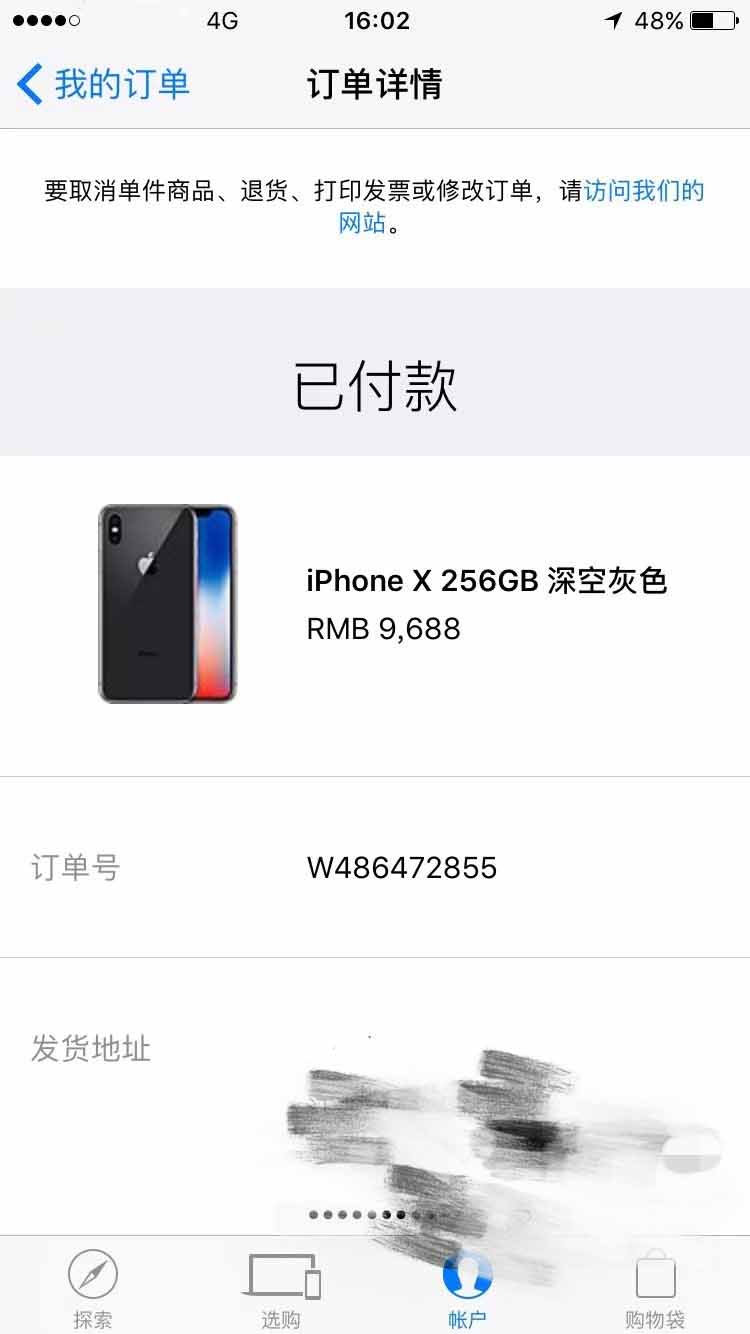 4G 16:02 48%
我的订单 订单详情
要取消单件商品、退货、打印发票或修改订单，请访问我们的
网站。
已付款
iPhone X 256GB 深空灰色
RMB 9,688
订单号 W486472855
发货地址
探索 选购 帐户 购物袋